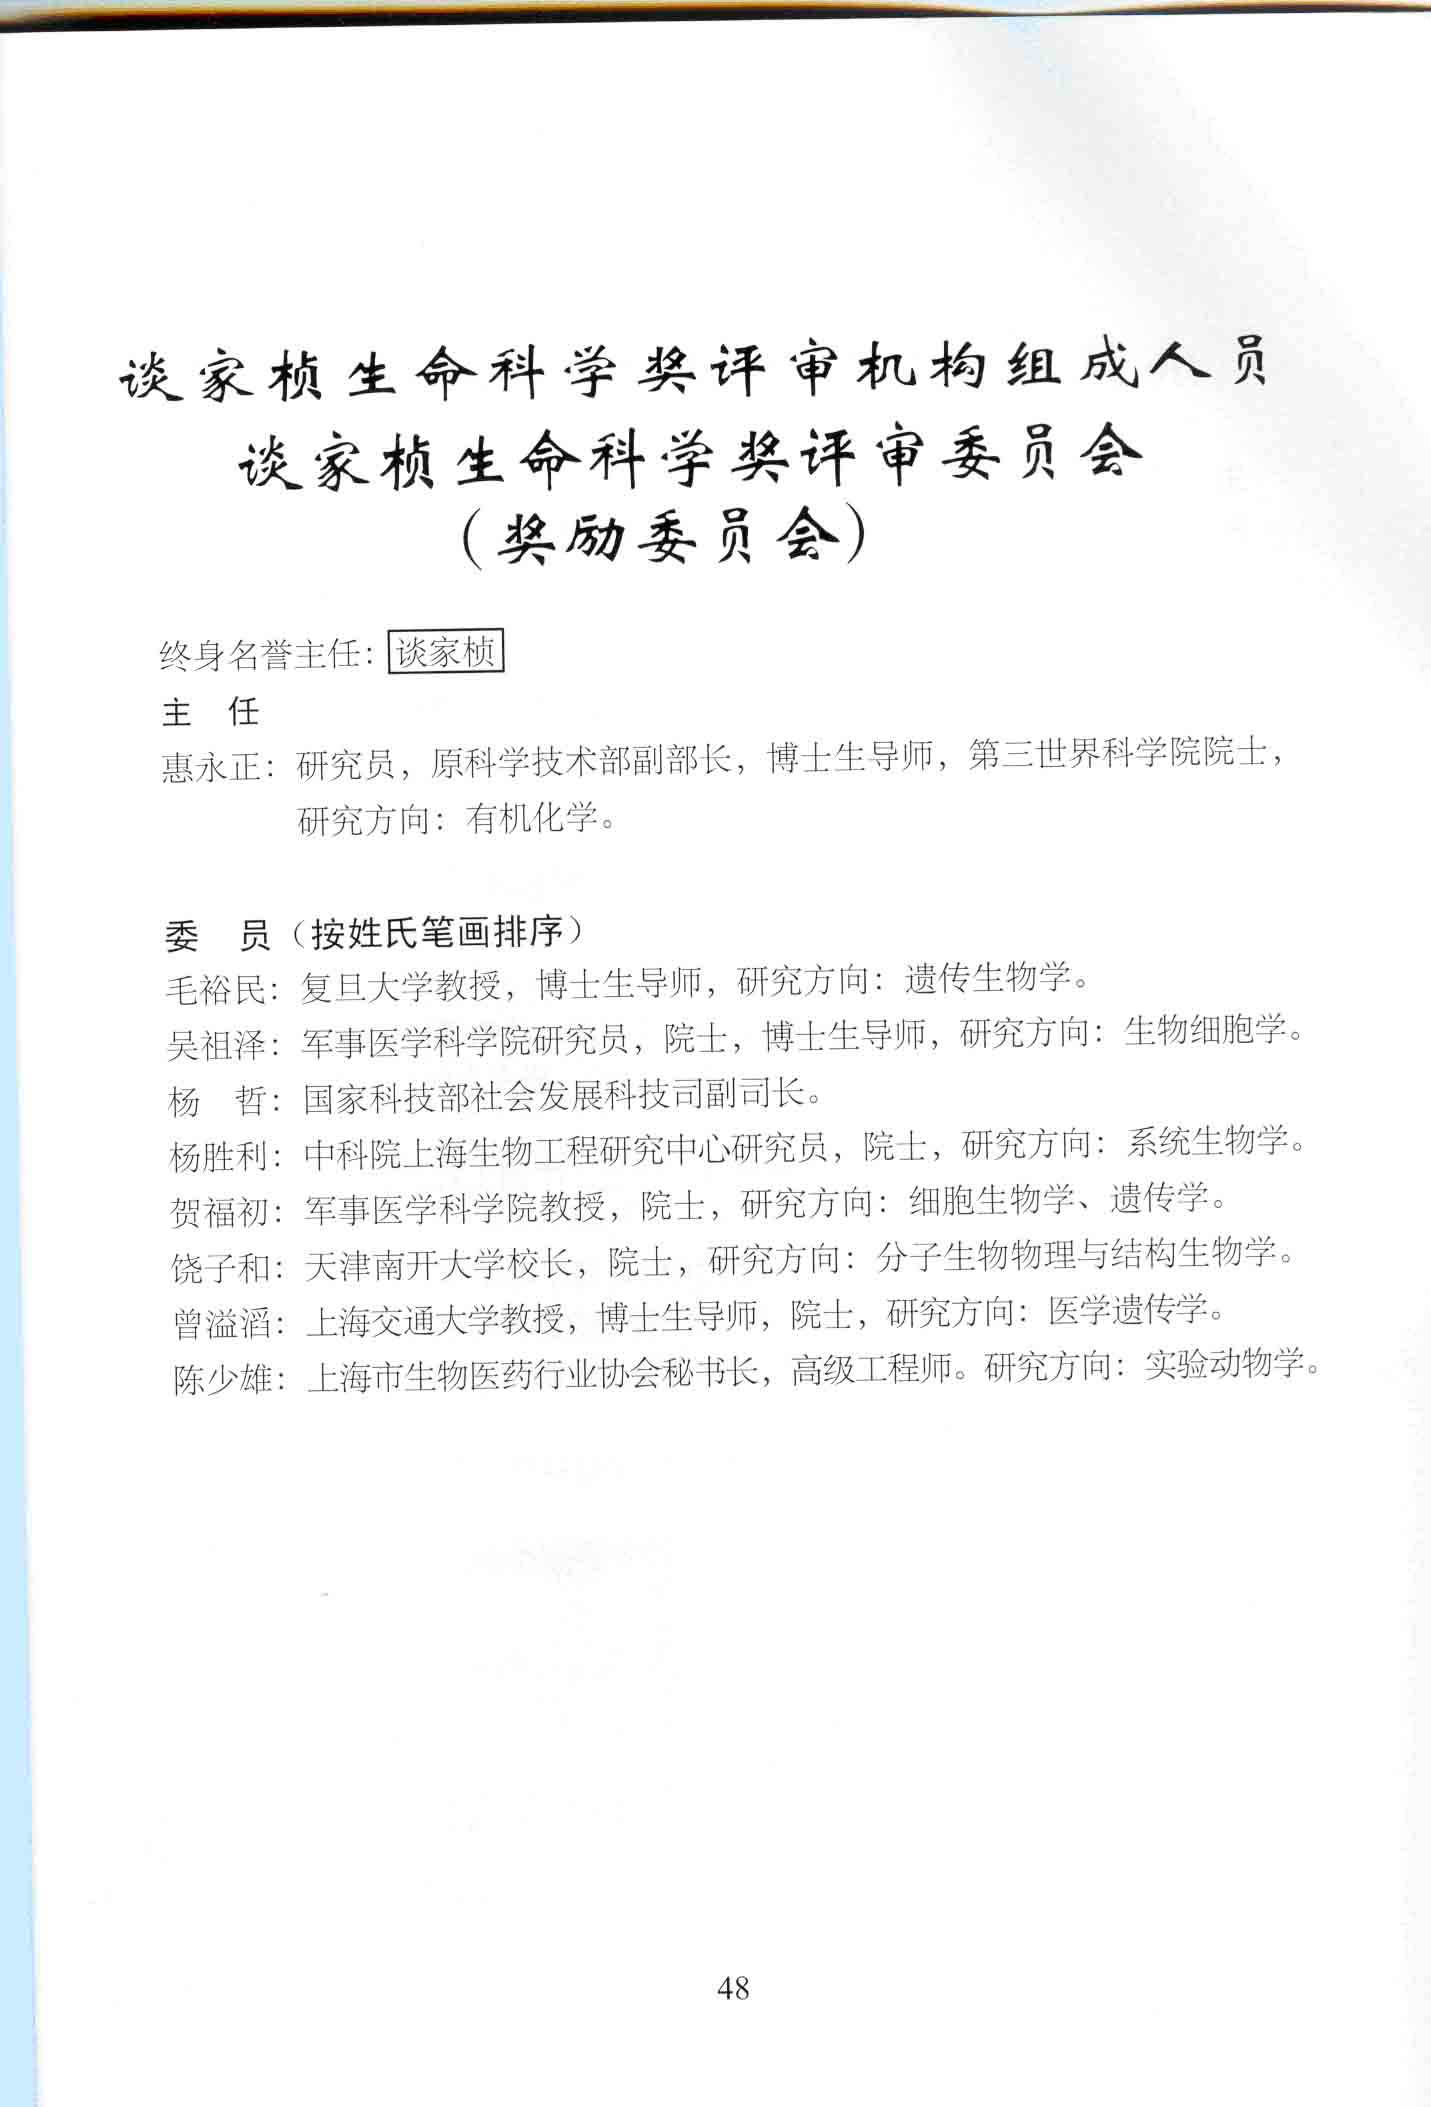 谈家桢生命科学奖评审机构组成人员
谈家桢生命科学奖评审委员会
（奖励委员会）
终身名誉主任：谈家桢
主　任
惠永正：研究员，原科学技术部副部长，博士生导师，第三世界科学院院士，
研究方向：有机化学。
委　员（按姓氏笔画排序）
毛裕民：复旦大学教授，博士生导师，研究方向：遗传生物学。
吴祖泽：军事医学科学院研究员，院士，博士生导师，研究方向：生物细胞学。
杨　哲：国家科技部社会发展科技司副司长。
杨胜利：中科院上海生物工程研究中心研究员，院士，研究方向：系统生物学。
贺福初：军事医学科学院教授，院士，研究方向：细胞生物学、遗传学。
饶子和：天津南开大学校长，院士，研究方向：分子生物物理与结构生物学。
曾溢滔：上海交通大学教授，博士生导师，院士，研究方向：医学遗传学。
陈少雄：上海市生物医药行业协会秘书长，高级工程师。研究方向：实验动物学。
48